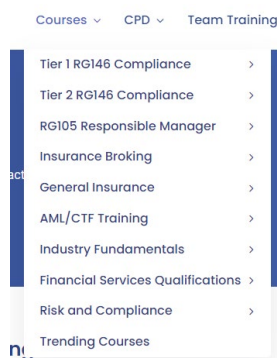 Courses CPD Team Training
Tier 1 RG146 Compliance
Tier 2 RG146 Compliance
RG105 Responsible Manager
Insurance Broking
act
General Insurance
AML/CTF Training
Industry Fundamentals
Financial Services Qualifications
Risk and Compliance
Trending Courses